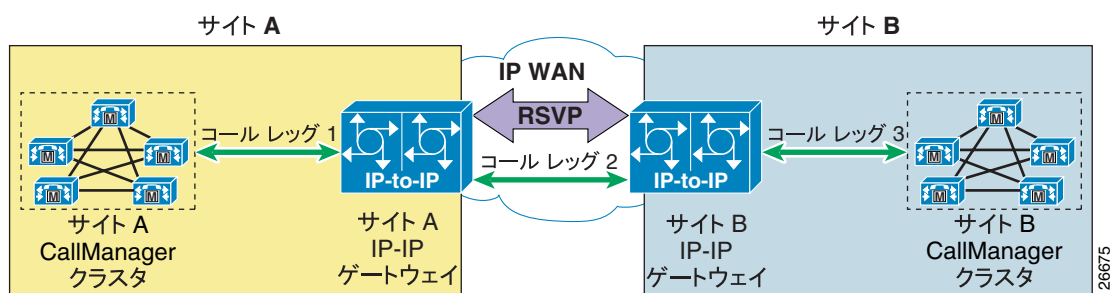 サイト A
サイト B
IP WAN
RSVP
コール レッグ 1
コール レッグ 2
コール レッグ 3
IP-to-IP
IP-to-IP
M
M
M
M
M
M
M
M
M
M
サイト A
CallManager
クラスタ
サイト A
IP-IP
ゲートウェイ
サイト B
IP-IP
ゲートウェイ
サイト B
CallManager
クラスタ
26675